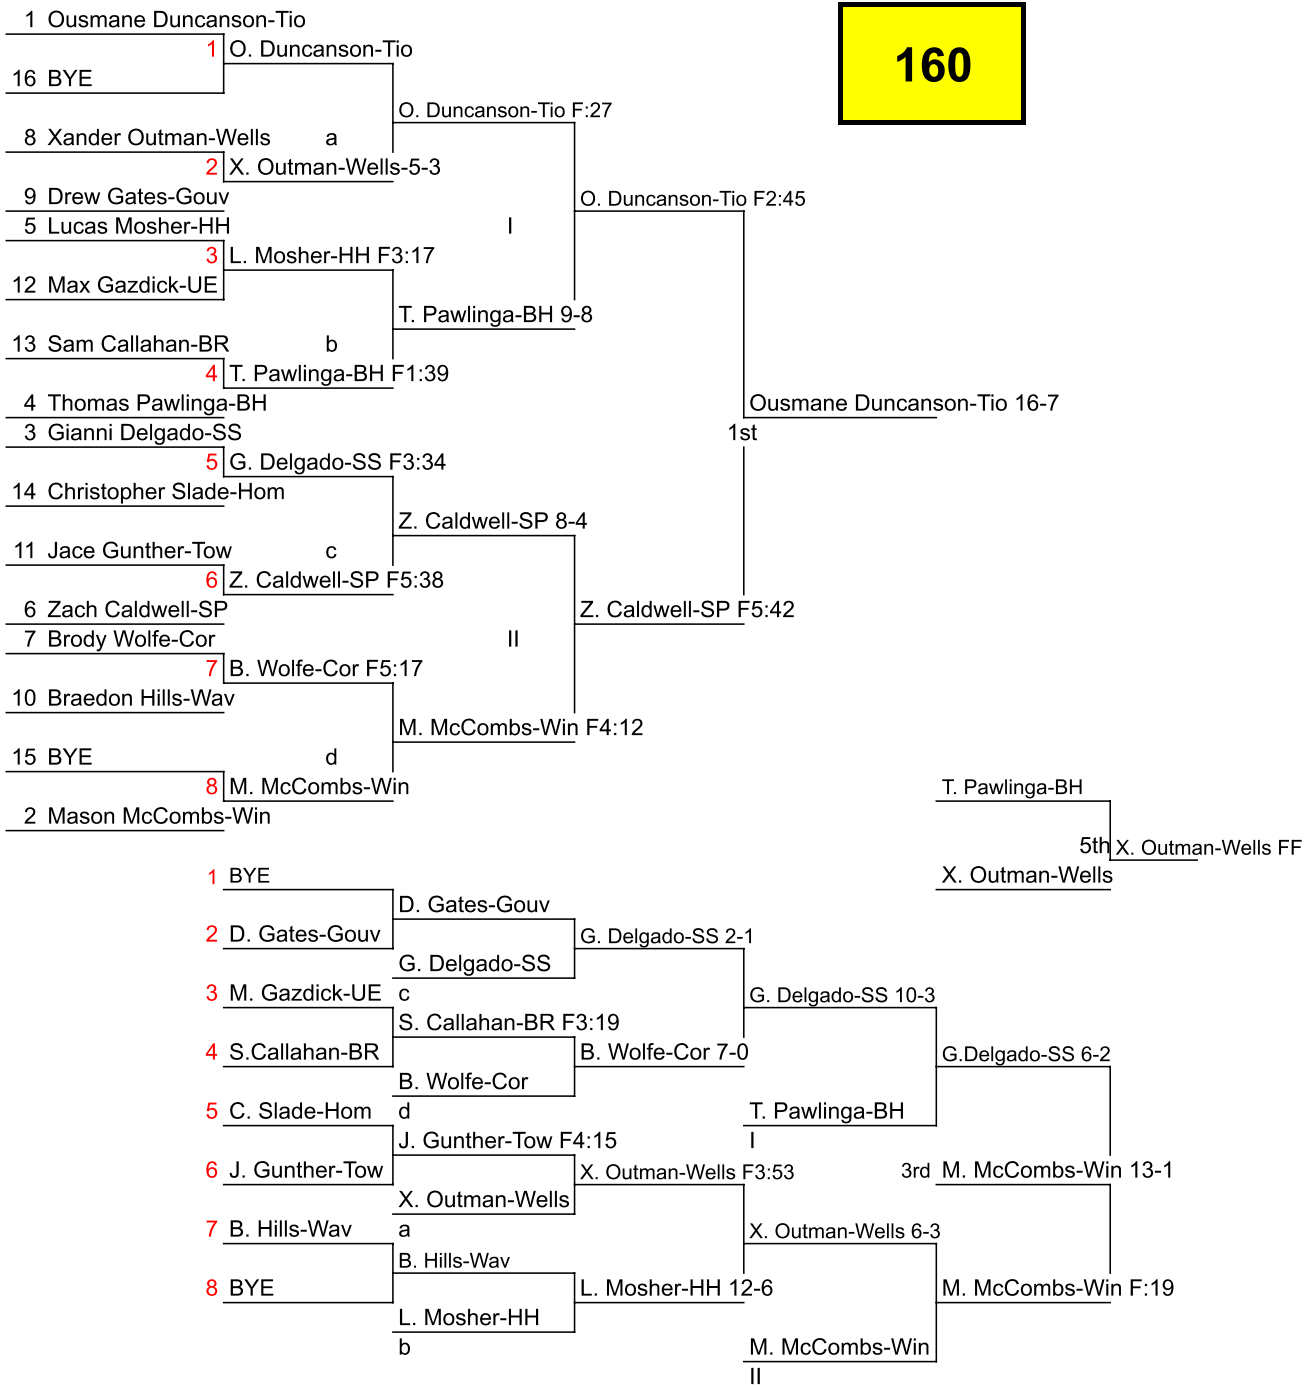 1 Ousmane Duncanson-Tio
1 O. Duncanson-Tio
160
16 BYE
O. Duncanson-Tio F:27
8 Xander Outman-Wells a
2 X. Outman-Wells-5-3
9 Drew Gates-Gouv
O. Duncanson-Tio F2:45
5 Lucas Mosher-HH I
3 L. Mosher-HH F3:17
12 Max Gazdick-UE
T. Pawlinga-BH 9-8
13 Sam Callahan-BR b
4 T. Pawlinga-BH F1:39
4 Thomas Pawlinga-BH
Ousmane Duncanson-Tio 16-7
3 Gianni Delgado-SS
1st
5 G. Delgado-SS F3:34
14 Christopher Slade-Hom
Z. Caldwell-SP 8-4
11 Jace Gunther-Tow c
6 Z. Caldwell-SP F5:38
6 Zach Caldwell-SP
Z. Caldwell-SP F5:42
7 Brody Wolfe-Cor II
7 B. Wolfe-Cor F5:17
10 Braedon Hills-Wav
M. McCombs-Win F4:12
15 BYE d
8 M. McCombs-Win
T. Pawlinga-BH
2 Mason McCombs-Win
5th X. Outman-Wells FF
1 BYE
X. Outman-Wells
D. Gates-Gouv
2 D. Gates-Gouv
G. Delgado-SS 2-1
G. Delgado-SS
3 M. Gazdick-UE c
G. Delgado-SS 10-3
S. Callahan-BR F3:19
4 S.Callahan-BR
B. Wolfe-Cor 7-0
G.Delgado-SS 6-2
B. Wolfe-Cor
5 C. Slade-Hom d
T. Pawlinga-BH
J. Gunther-Tow F4:15
I
6 J. Gunther-Tow
X. Outman-Wells F3:53
3rd M. McCombs-Win 13-1
X. Outman-Wells
7 B. Hills-Wav a
X. Outman-Wells 6-3
B. Hills-Wav
8 BYE
L. Mosher-HH 12-6
M. McCombs-Win F:19
L. Mosher-HH
b
M. McCombs-Win
II